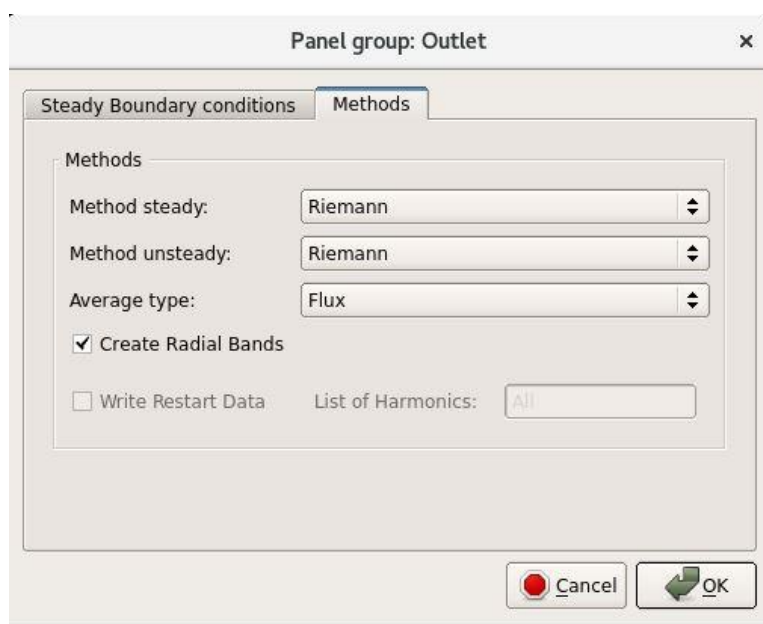 Panel group: Outlet
Steady Boundary conditions Methods
Methods
Method steady: Riemann
Method unsteady: Riemann
Average type: Flux
Create Radial Bands
Write Restart Data List of Harmonics: All
Cancel OK